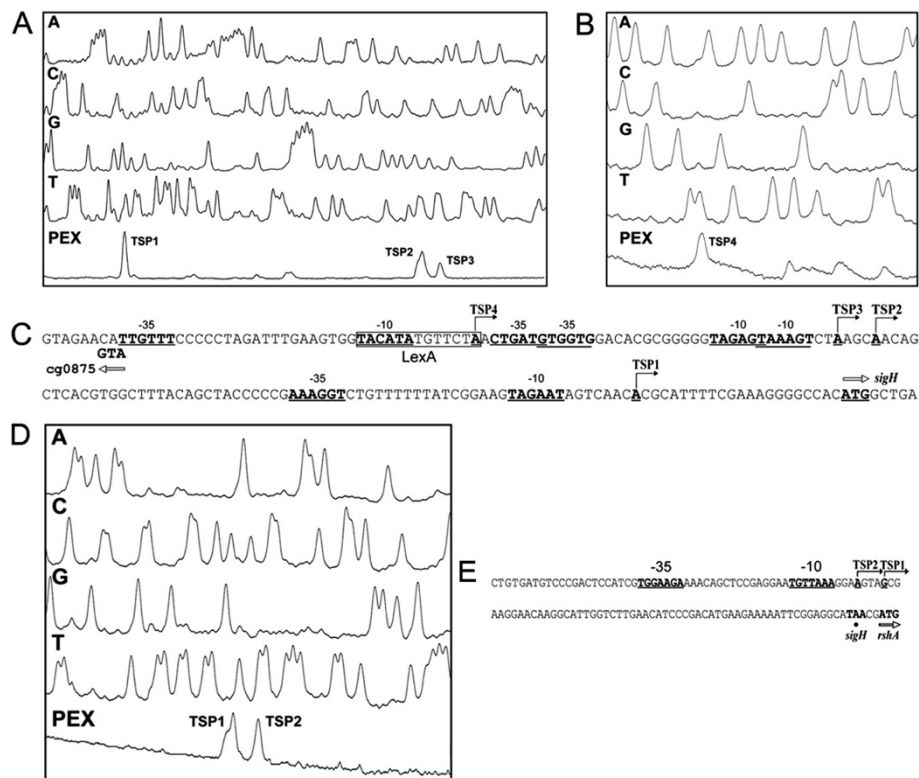 A
A
C
G
T
PEX
TSP1
TSP2
TSP3
B
A
C
G
T
PEX
TSP4
C
TSP4 TSP3 TSP2
-35 -10 -35 -35 -10 -10
GTAGAACATTGTTTCCCCCTAGATTTGAAGTGGTACATATGTTCTAACTGATGTGGTGGACACGCGGGGGTAGAGTAAAGTCTAAGCAACAG
GTA LexA
cg0875
TSP1
-35 -10 sigH
CTCACGTGGCTTTACAGCTACCCCCGAAAGGTCTGTTTTTTATCGGAAGTAGAATAGTCAACACGCATTTTCGAAAGGGGCCACATGGCTGA
D
A
C
G
T
PEX
TSP1
TSP2
E
TSP2 TSP1
-35 -10
CTGTGATGTCCCGACTCCATCGTGGAAGAAAACAGCTCCGAGGAATGTTAAAGGAAGTAGCG
AAGGAACAAGGCATTGGTCTTGAACATCCCGACATGAAGAAAAATTCGGAGGCATAACGATG
sigH rshA